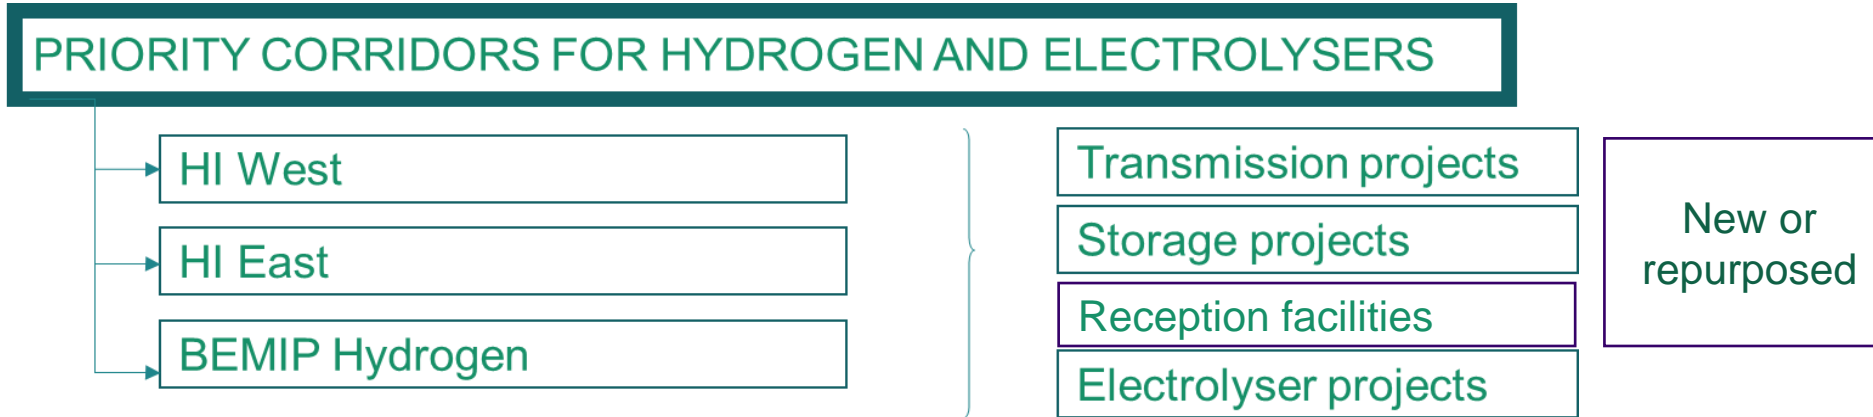 PRIORITY CORRIDORS FOR HYDROGEN AND ELECTROLYSERS
HI West
HI East
BEMIP Hydrogen
Transmission projects
Storage projects
Reception facilities
Electrolyser projects
New or
repurposed